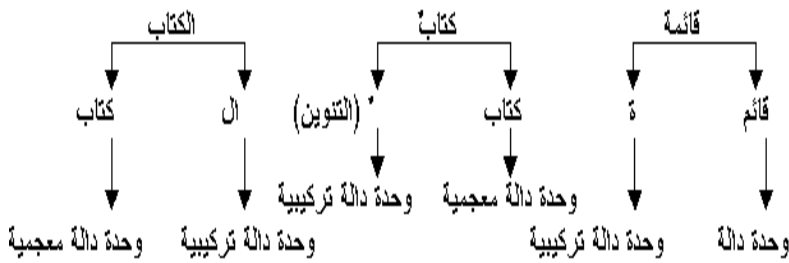 قائمة كتابٌ الكتاب
قائم ة كتاب ٌ (التنوين) ال كتاب
وحدة دالة معجمية وحدة دالة تركيبية
وحدة دالة وحدة دالة تركيبية وحدة دالة تركيبية وحدة دالة معجمية